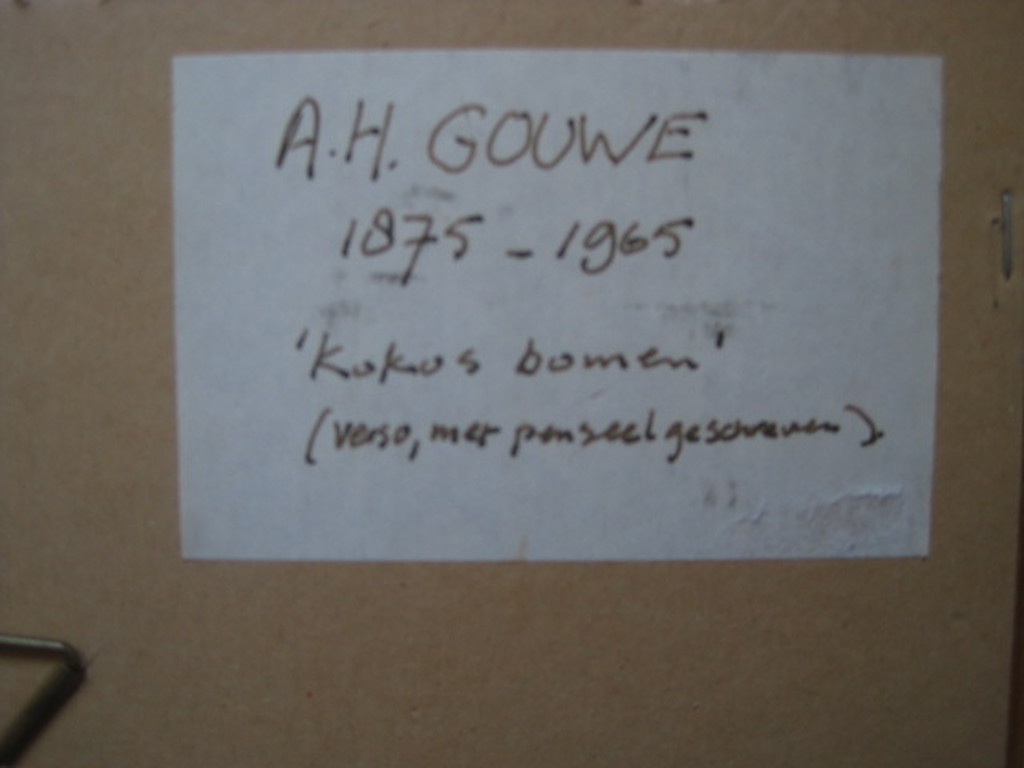 A.H. GOUWE
1875 - 1965
'Kokos bomen'
(verso, met penseel geschreven).